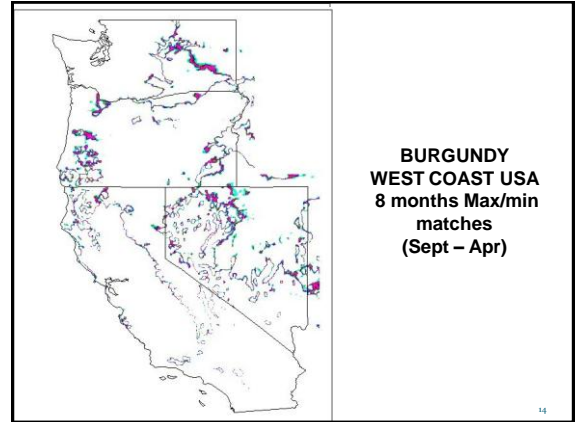 BURGUNDY
WEST COAST USA
8 months Max/min
matches
(Sept – Apr)
14